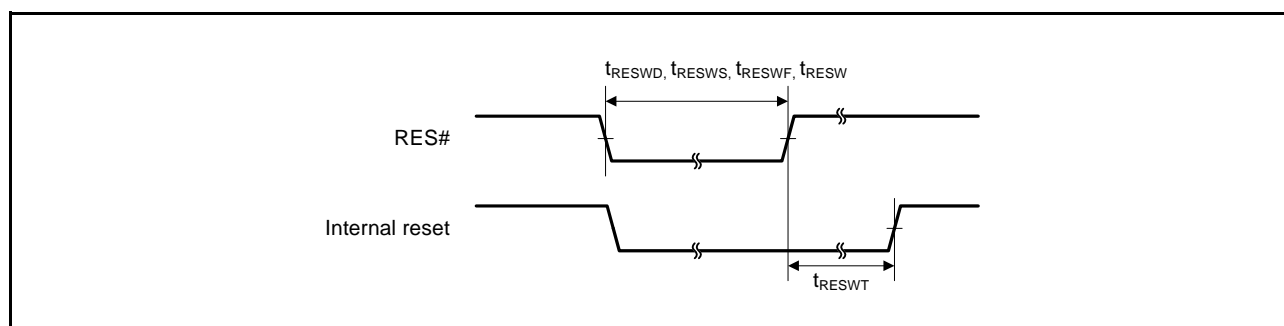 tRESWD, tRESWS, tRESWF, tRESW
RES#
Internal reset
tRESWT